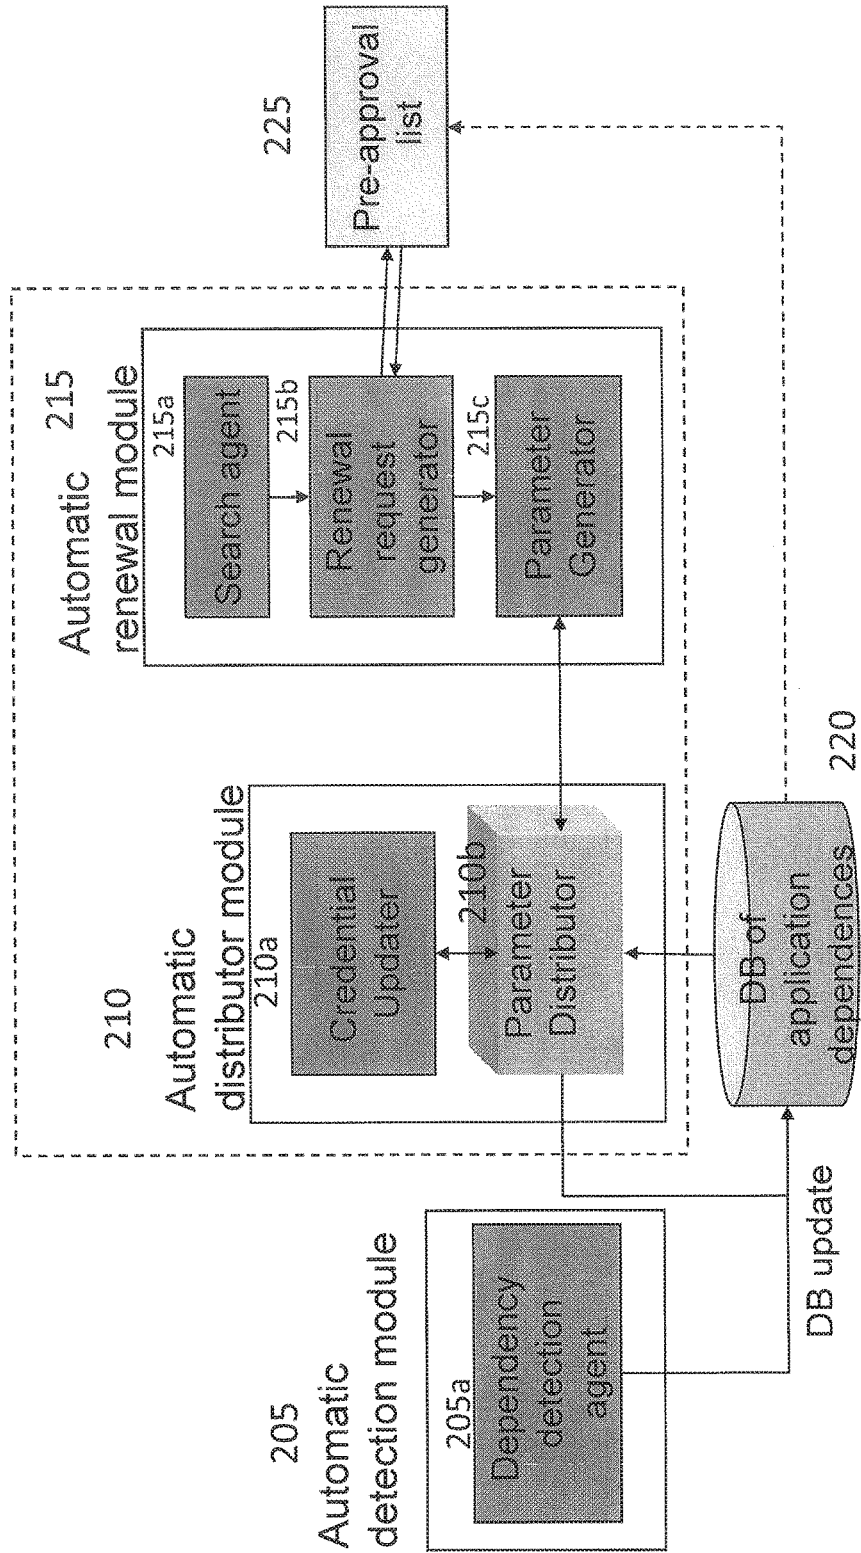 205
Automatic
detection module
205a
Dependency
detection
agent
DB update
210
Automatic
distributor module
210a
Credential
Updater
210b
Parameter
Distributor
DB of
application
dependences
220
Automatic 215
renewal module
215a
Search agent
215b
Renewal
request
generator
215c
Parameter
Generator
225
Pre-approval
list